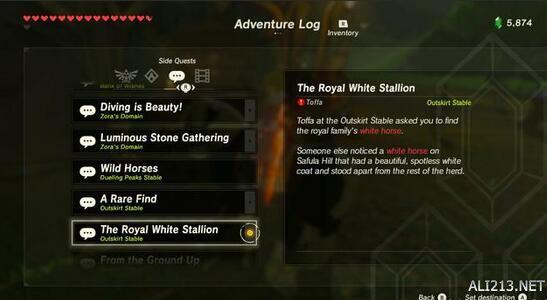 Adventure Log
R
Inventory
5,874
Side Quests
Bank of Wishes
R
Diving is Beauty!
Zora's Domain
Luminous Stone Gathering
Zora's Domain
Wild Horses
Dueling Peaks Stable
A Rare Find
Outskirt Stable
The Royal White Stallion
Outskirt Stable
From the Ground Up
The Royal White Stallion
Toffa
Outskirt Stable
Toffa at the Outskirt Stable asked you to find
the royal family's white horse.
Someone else noticed a white horse on
Safula Hill that had a beautiful, spotless white
coat and stood apart from the rest of the herd.
Back B Set destination A
ALI213.NET